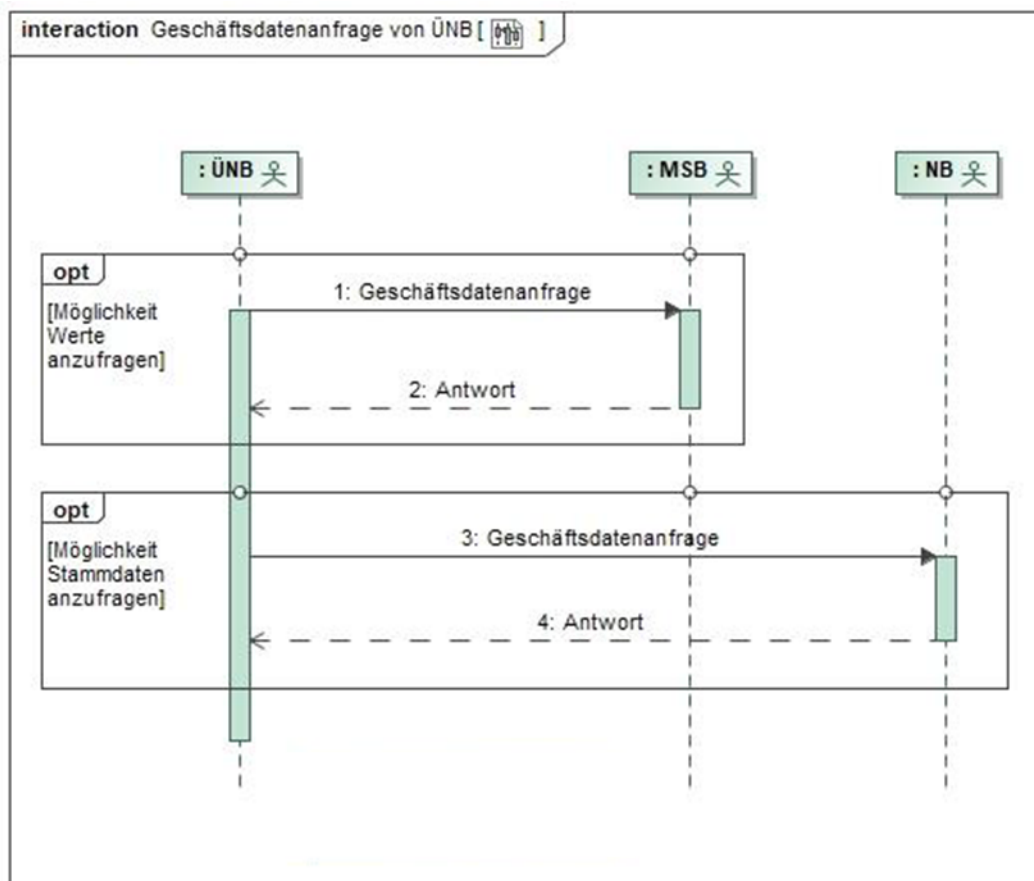 interaction Geschäftsdatenanfrage von ÜNB [ ]
: ÜNB
: MSB
: NB
opt
[Möglichkeit
Werte
anzufragen]
1: Geschäftsdatenanfrage
2: Antwort
opt
[Möglichkeit
Stammdaten
anzufragen]
3: Geschäftsdatenanfrage
4: Antwort